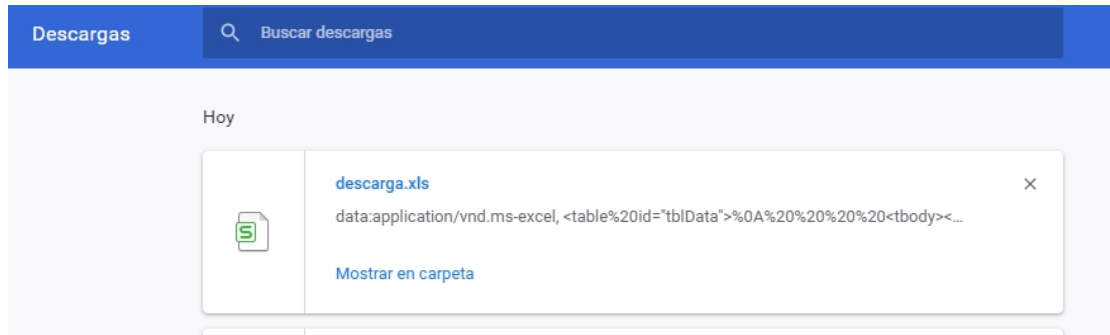 Descargas
Buscar descargas
Hoy
descarga.xls
data:application/vnd.ms-excel, <table%20id="tblData">%0A%20%20%20%20<tbody><...
Mostrar en carpeta